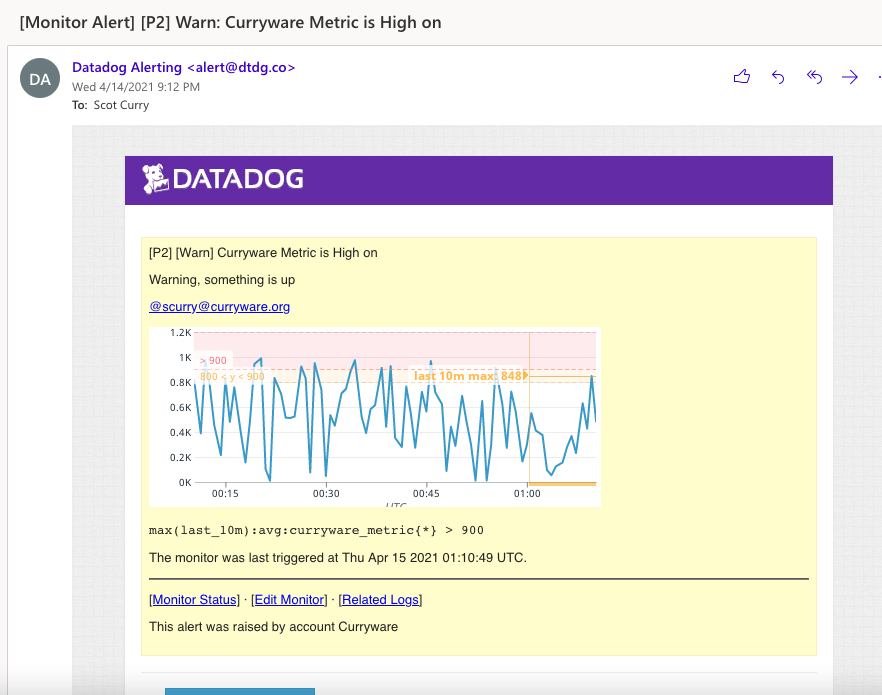 [Monitor Alert] [P2] Warn: Curryware Metric is High on
DA
Datadog Alerting <alert@dtdg.co>
Wed 4/14/2021 9:12 PM
To: Scot Curry
DATADOG
[P2] [Warn] Curryware Metric is High on
Warning, something is up
@scurry@curryware.org
1.2K
1K
> 900
800 < y < 900
last 10m max: 848
0.8K
0.6K
0.4K
0.2K
0K
00:15 00:30 00:45 01:00
UTC
max(last_10m):avg:curryware_metric{*} > 900
The monitor was last triggered at Thu Apr 15 2021 01:10:49 UTC.
[Monitor Status] · [Edit Monitor] · [Related Logs]
This alert was raised by account Curryware